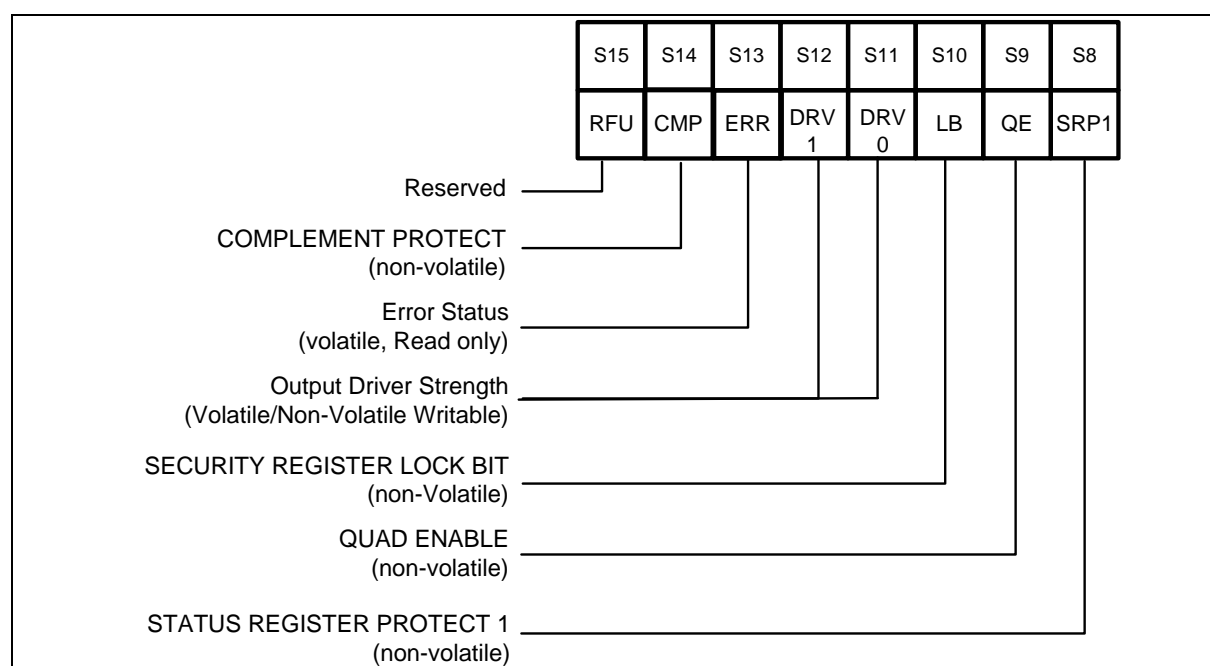 S15 S14 S13 S12 S11 S10 S9 S8
RFU CMP ERR DRV 1 DRV 0 LB QE SRP1
Reserved
COMPLEMENT PROTECT
(non-volatile)
Error Status
(volatile, Read only)
Output Driver Strength
(Volatile/Non-Volatile Writable)
SECURITY REGISTER LOCK BIT
(non-Volatile)
QUAD ENABLE
(non-volatile)
STATUS REGISTER PROTECT 1
(non-volatile)